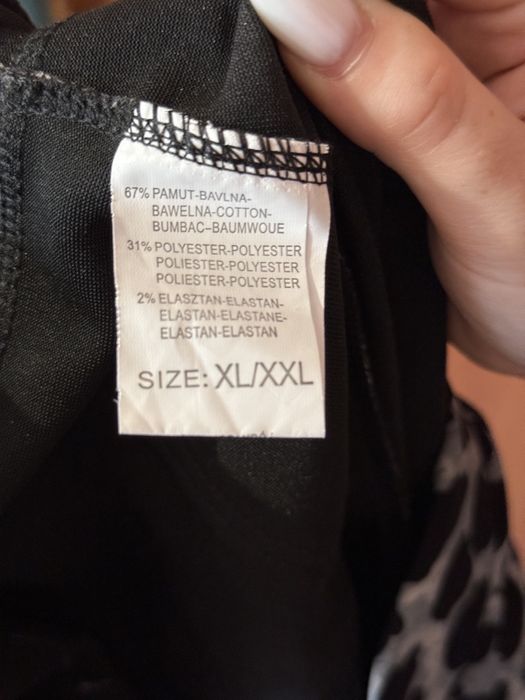 67% PAMUT-BAVLNA-
BAWELNA-COTTON-
BUMBAC-BAUMWOUE
31% POLYESTER-POLYESTER
POLIESTER-POLYESTER
POLIESTER-POLYESTER
2% ELASZTAN-ELASTAN-
ELASTAN-ELASTANE-
ELASTAN-ELASTAN
SIZE: XL/XXL